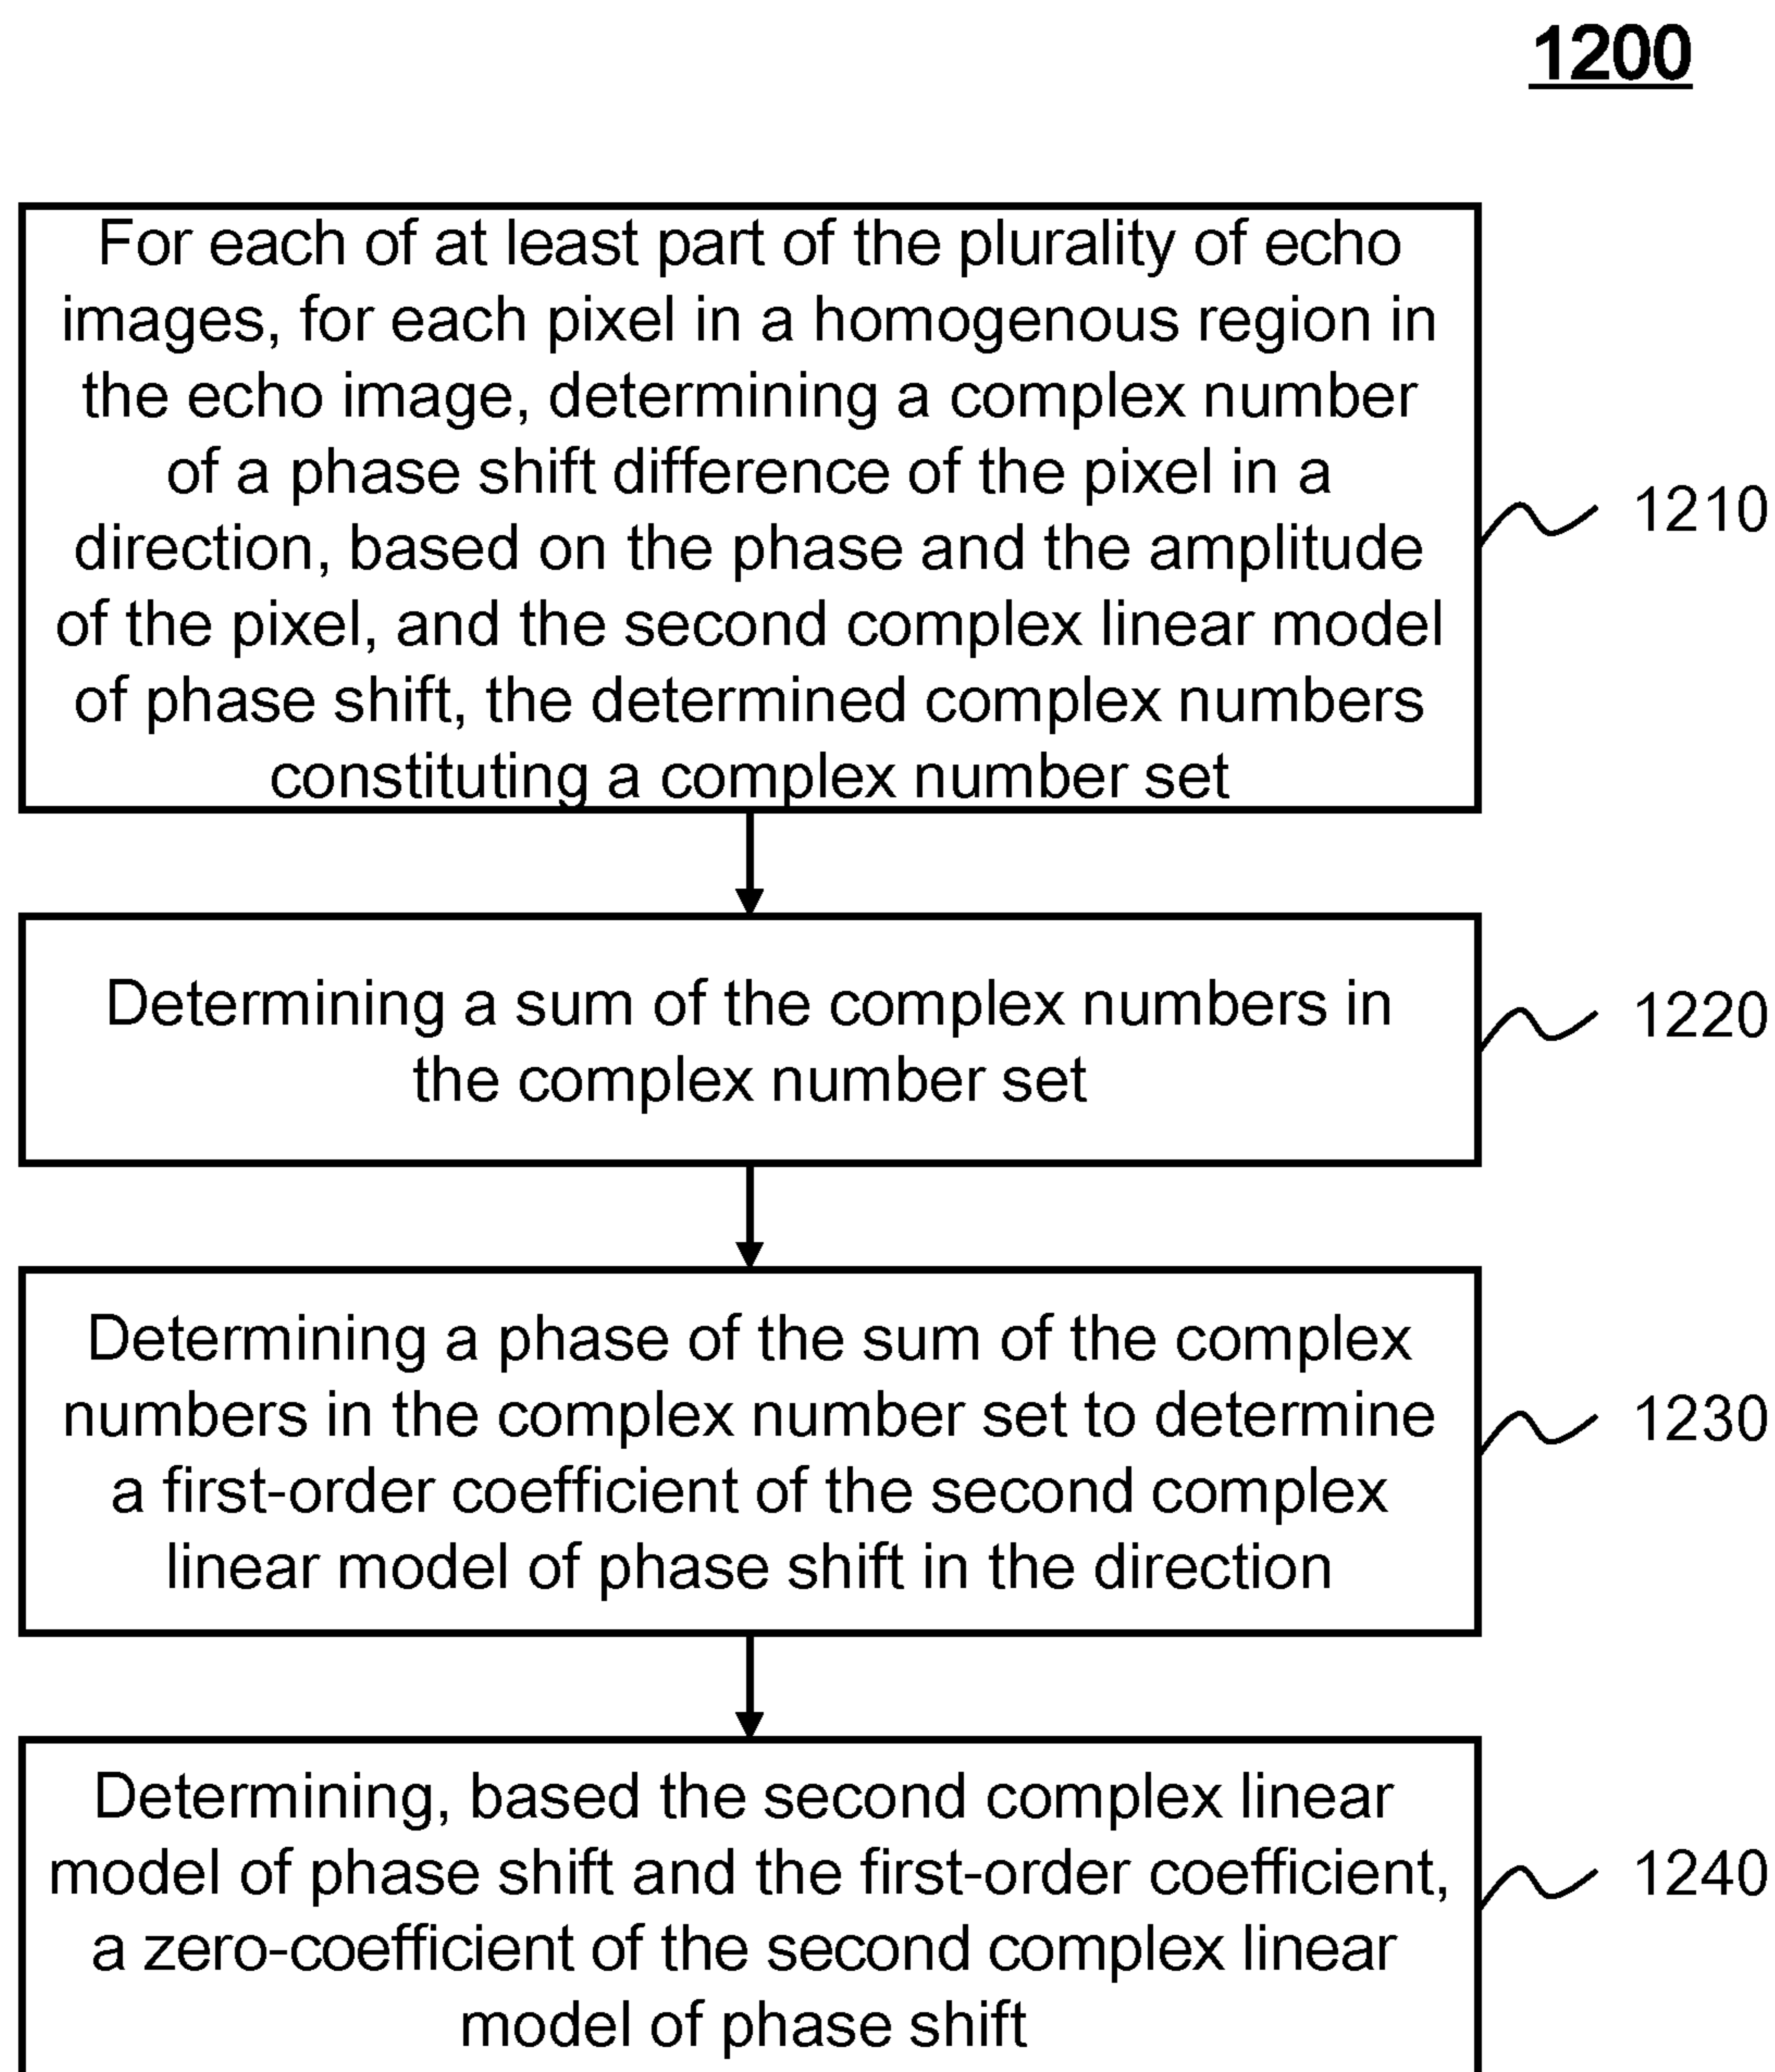 1200
For each of at least part of the plurality of echo
images, for each pixel in a homogenous region in
the echo image, determining a complex number
of a phase shift difference of the pixel in a
direction, based on the phase and the amplitude
of the pixel, and the second complex linear model
of phase shift, the determined complex numbers
constituting a complex number set
1210
Determining a sum of the complex numbers in
the complex number set
1220
Determining a phase of the sum of the complex
numbers in the complex number set to determine
a first-order coefficient of the second complex
linear model of phase shift in the direction
1230
Determining, based the second complex linear
model of phase shift and the first-order coefficient,
a zero-coefficient of the second complex linear
model of phase shift
1240